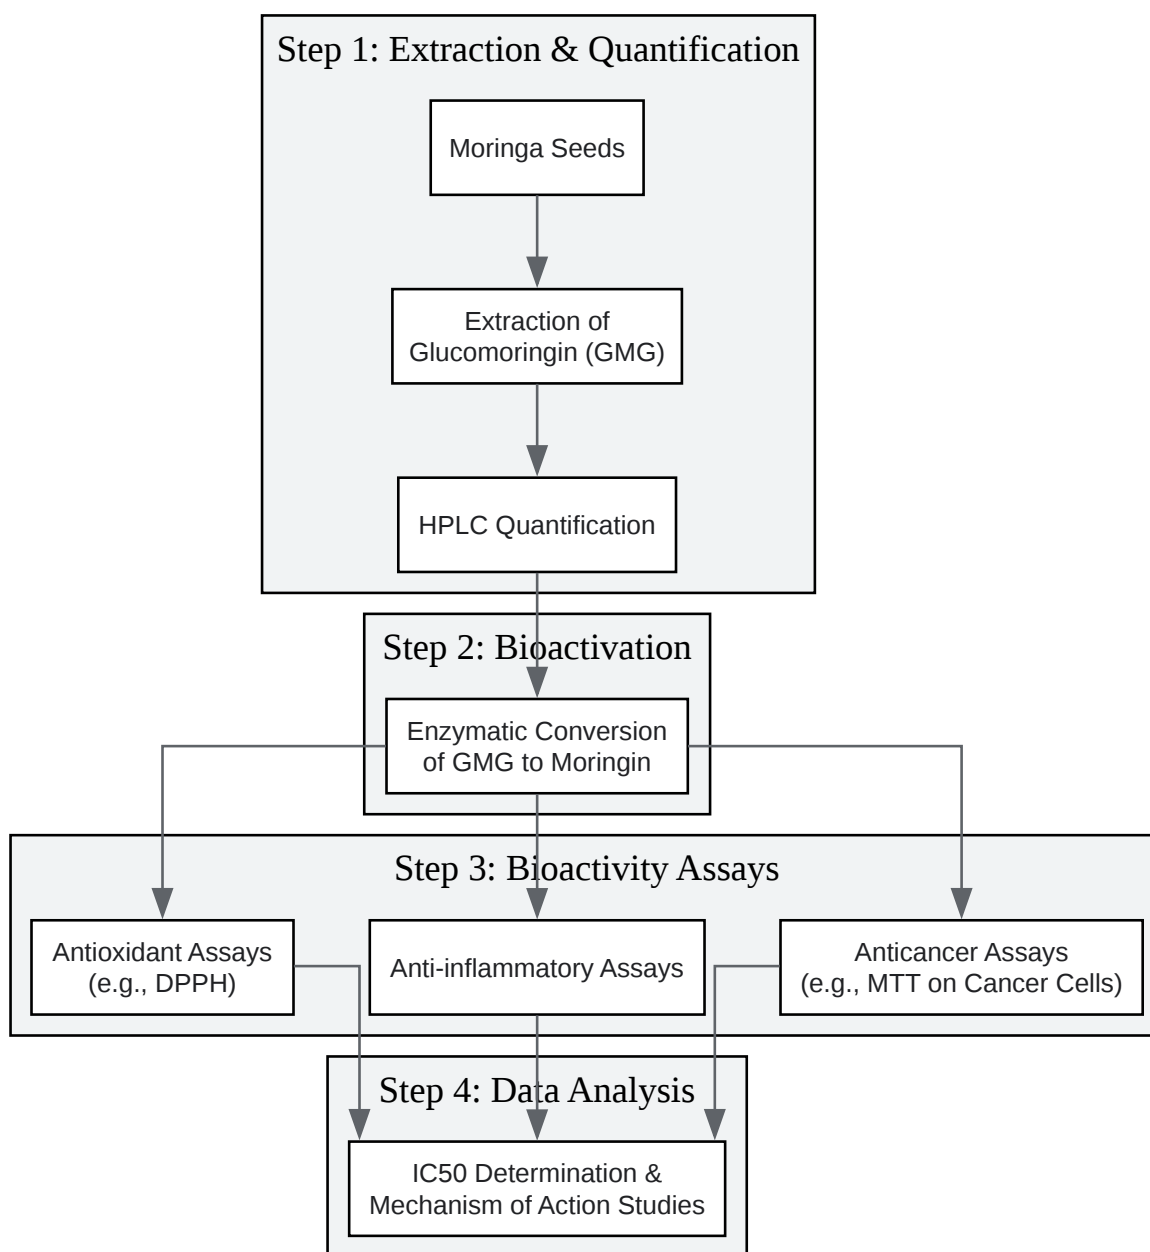 Step 1: Extraction & Quantification
Moringa Seeds
Extraction of
Glucomoringin (GMG)
HPLC Quantification
Step 2: Bioactivation
Enzymatic Conversion
of GMG to Moringin
Step 3: Bioactivity Assays
Antioxidant Assays
(e.g., DPPH)
Anti-inflammatory Assays
Anticancer Assays
(e.g., MTT on Cancer Cells)
Step 4: Data Analysis
IC50 Determination &
Mechanism of Action Studies